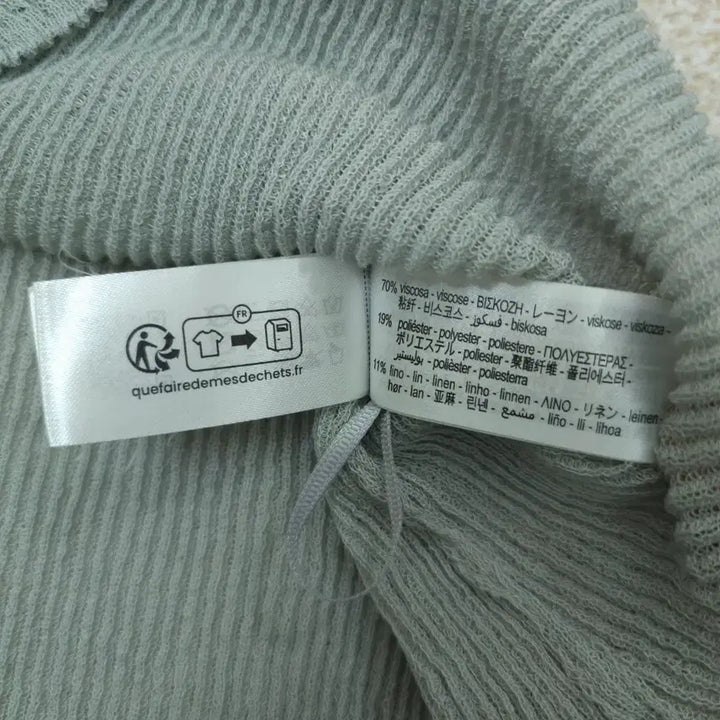 FR
quefairedemesdechets.fr
70% viscosa - viscose - ΒΙΣΚΟΖΗ - レーヨン - viskose - viskoza -
粘纤 - 비스코스 - فسكوز - biskosa
19% poliéster - polyester - poliestere - ΠΟΛΥΕΣΤΕΡΑΣ -
ポリエステル - poliester - 聚酯纤维 - 폴리에스터 -
بوليستير - polièster - poliesterra
11% lino - lin - linen - linho - linnen - ΛΙΝΟ - リネン - leinen -
hør - lan - 亚麻 - 린넨 - مشمع - liño - lli - lihoa